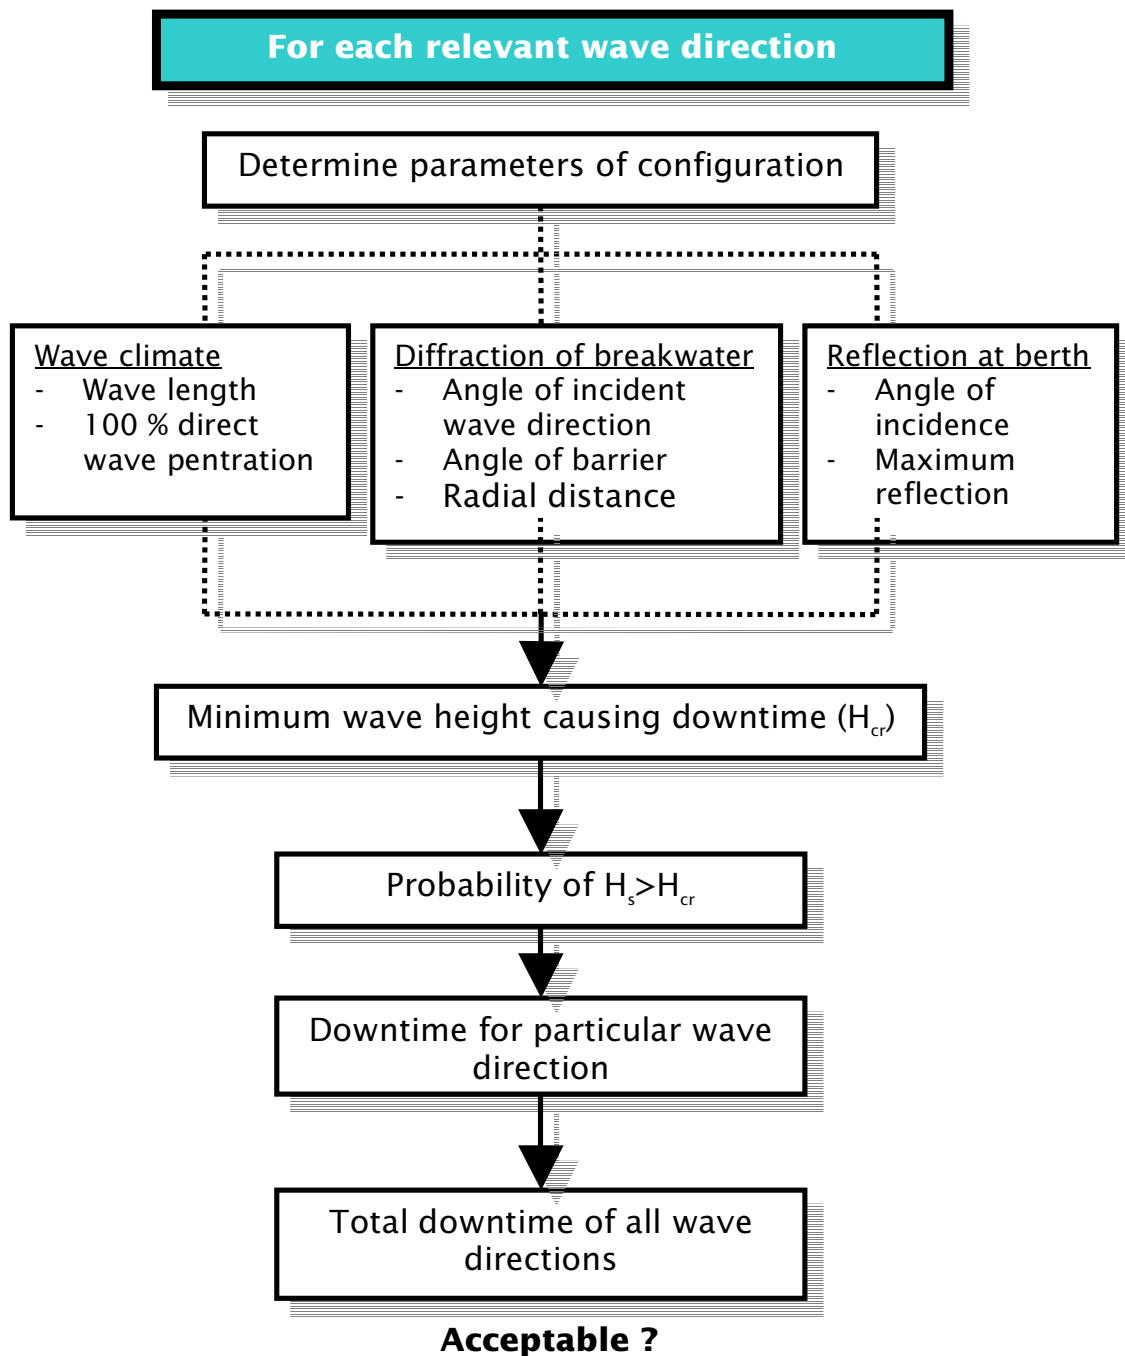 For each relevant wave direction
Determine parameters of configuration
Wave climate
- Wave length
- 100 % direct
wave pentration
Diffraction of breakwater
- Angle of incident
wave direction
- Angle of barrier
- Radial distance
Reflection at berth
- Angle of
incidence
- Maximum
reflection
Minimum wave height causing downtime (Hcr)
Probability of Hs>Hcr
Downtime for particular wave
direction
Total downtime of all wave
directions
Acceptable ?